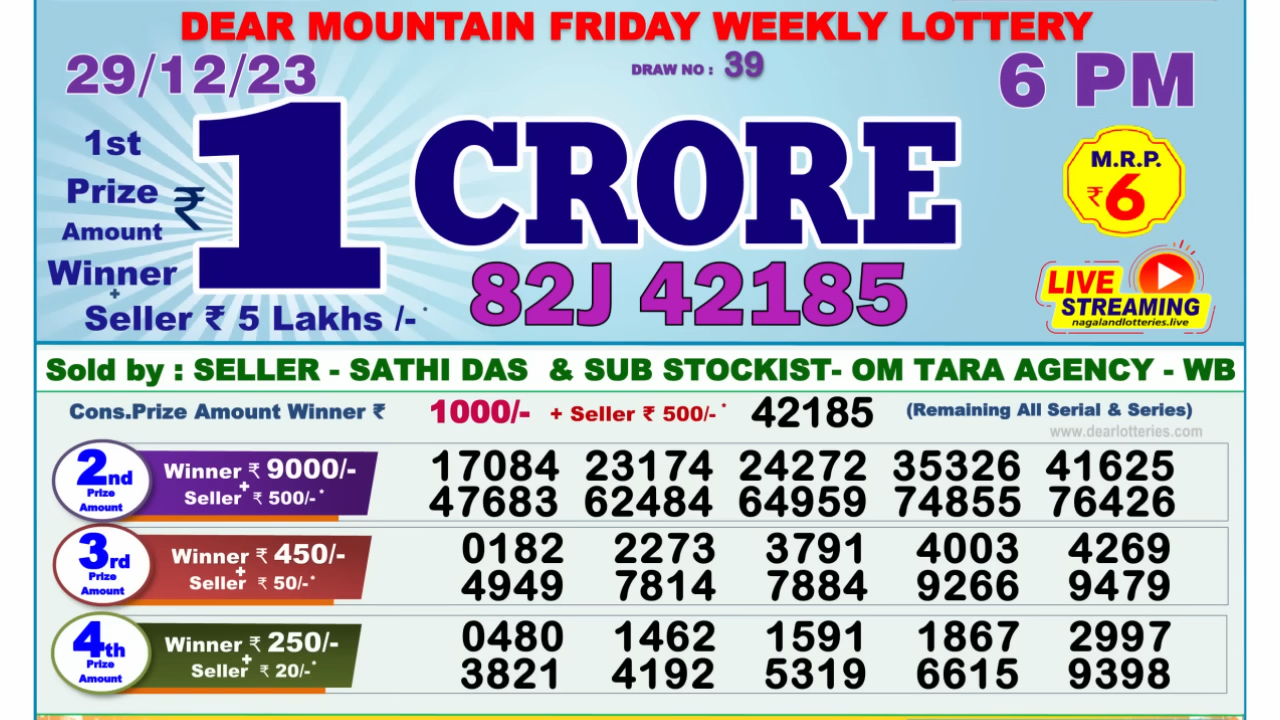 DEAR MOUNTAIN FRIDAY WEEKLY LOTTERY
29/12/23
DRAW NO : 39
6 PM
1st
Prize
Amount
Winner
+
Seller ₹ 5 Lakhs /-*
₹ 1 CRORE
82J 42185
M.R.P.
₹6
LIVE
STREAMING
nagalandlotteries.live
Sold by : SELLER - SATHI DAS & SUB STOCKIST- OM TARA AGENCY - WB
Cons.Prize Amount Winner ₹ 1000/- + Seller ₹ 500/-* 42185 (Remaining All Serial & Series)
www.dearlotteries.com
2nd
Prize
Amount
Winner ₹ 9000/-
+
Seller ₹ 500/-*
17084 23174 24272 35326 41625
47683 62484 64959 74855 76426
3rd
Prize
Amount
Winner ₹ 450/-
+
Seller ₹ 50/-*
0182 2273 3791 4003 4269
4949 7814 7884 9266 9479
4th
Prize
Amount
Winner ₹ 250/-
+
Seller ₹ 20/-*
0480 1462 1591 1867 2997
3821 4192 5319 6615 9398